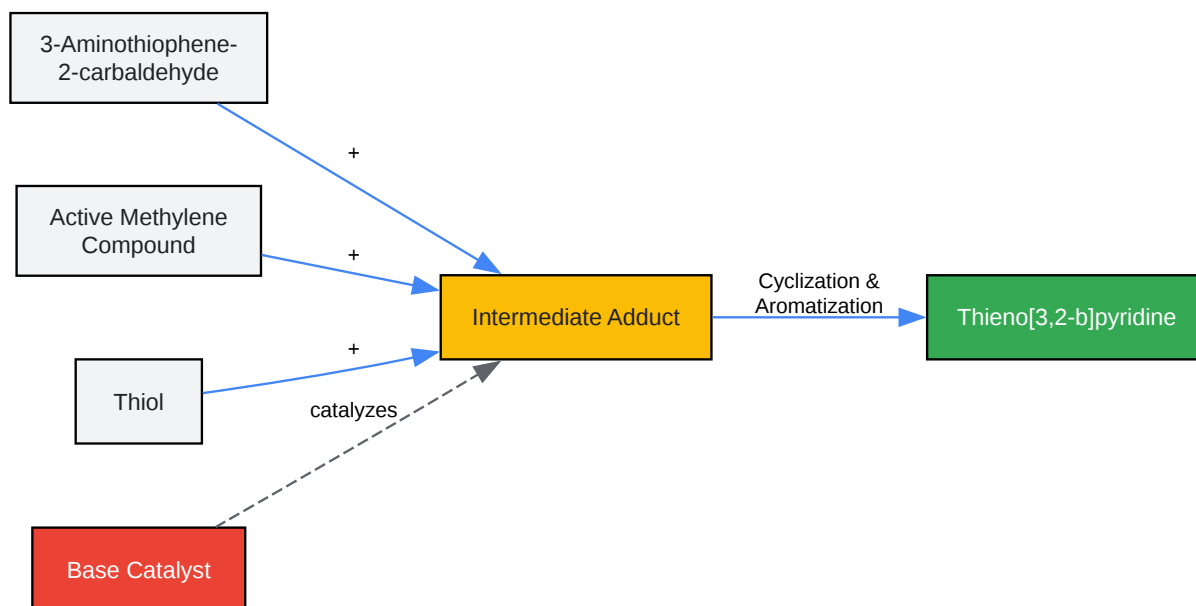 3-Aminothiophene-
2-carbaldehyde
+
Active Methylene
Compound
+
Thiol
+
catalyzes
Base Catalyst
Intermediate Adduct
Cyclization &
Aromatization
Thieno[3,2-b]pyridine